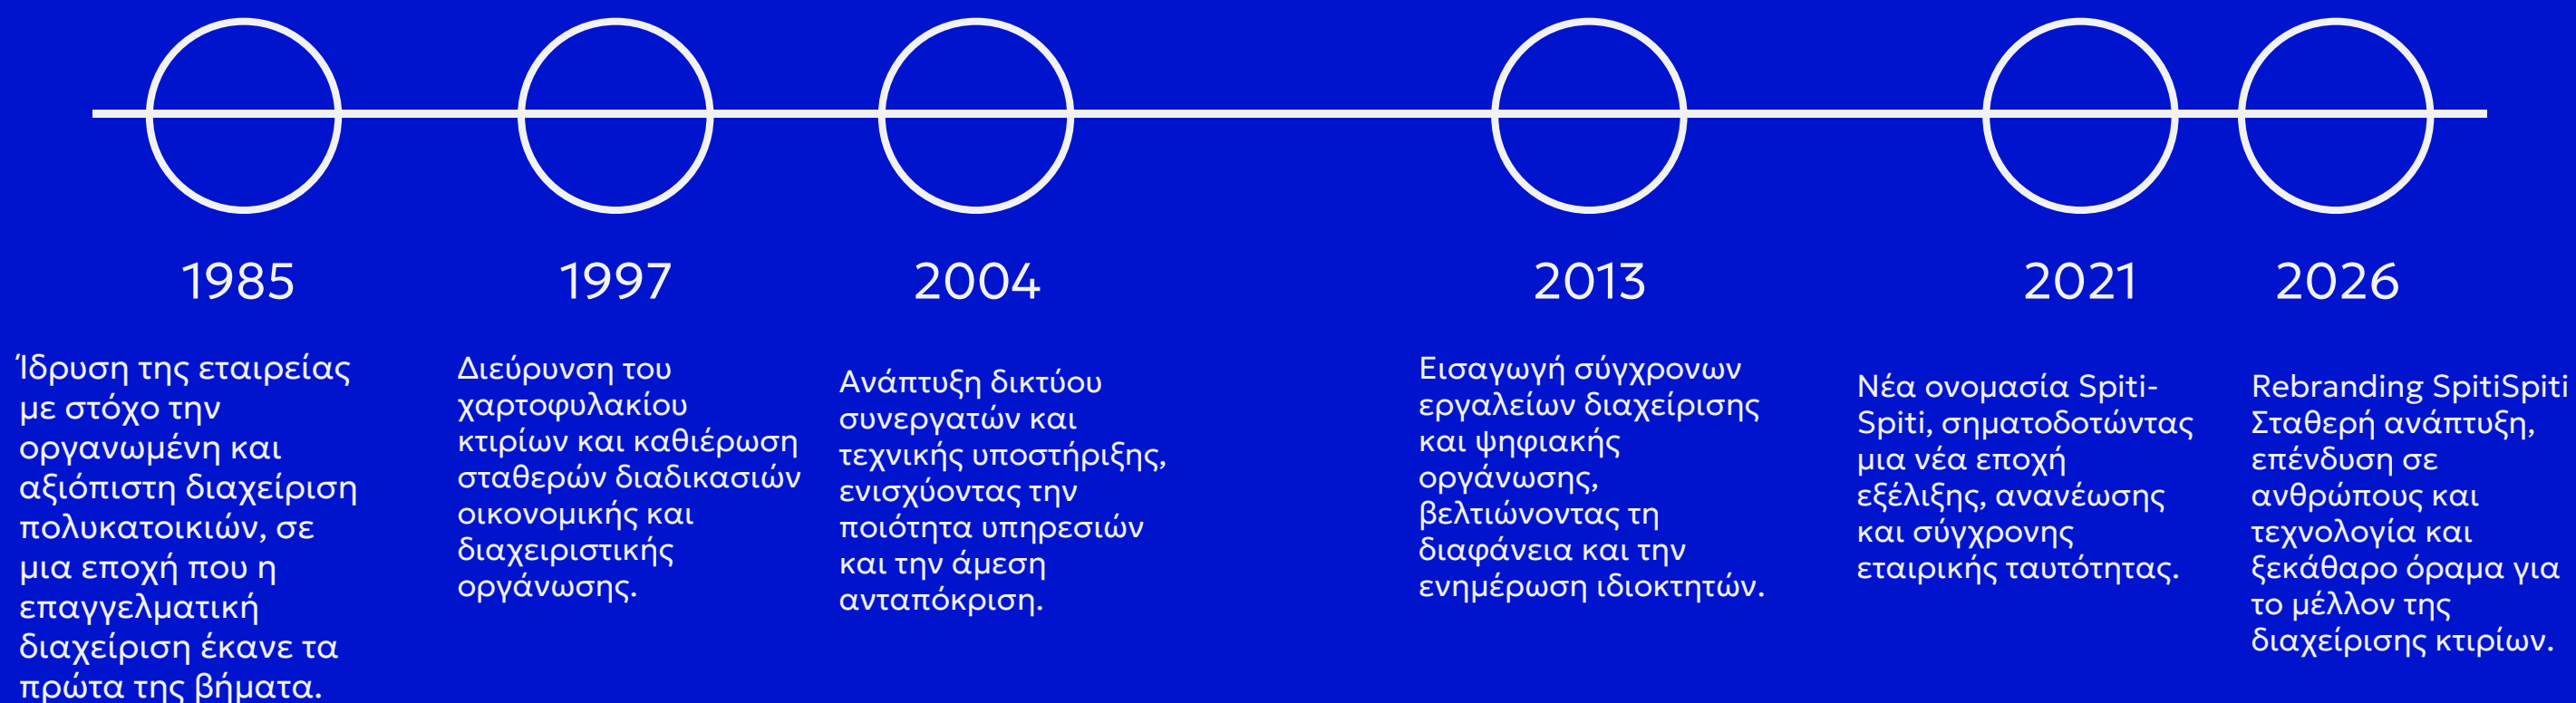 1985
Ίδρυση της εταιρείας
με στόχο την
οργανωμένη και
αξιόπιστη διαχείριση
πολυκατοικιών, σε
μια εποχή που η
επαγγελματική
διαχείριση έκανε τα
πρώτα της βήματα.
1997
Διεύρυνση του
χαρτοφυλακίου
κτιρίων και καθιέρωση
σταθερών διαδικασιών
οικονομικής και
διαχειριστικής
οργάνωσης.
2004
Ανάπτυξη δικτύου
συνεργατών και
τεχνικής υποστήριξης,
ενισχύοντας την
ποιότητα υπηρεσιών
και την άμεση
ανταπόκριση.
2013
Εισαγωγή σύγχρονων
εργαλείων διαχείρισης
και ψηφιακής
οργάνωσης,
βελτιώνοντας τη
διαφάνεια και την
ενημέρωση ιδιοκτητών.
2021
Νέα ονομασία Spiti-
Spiti, σηματοδοτώντας
μια νέα εποχή
εξέλιξης, ανανέωσης
και σύγχρονης
εταιρικής ταυτότητας.
2026
Rebranding SpitiSpiti
Σταθερή ανάπτυξη,
επένδυση σε
ανθρώπους και
τεχνολογία και
ξεκάθαρο όραμα για
το μέλλον της
διαχείρισης κτιρίων.